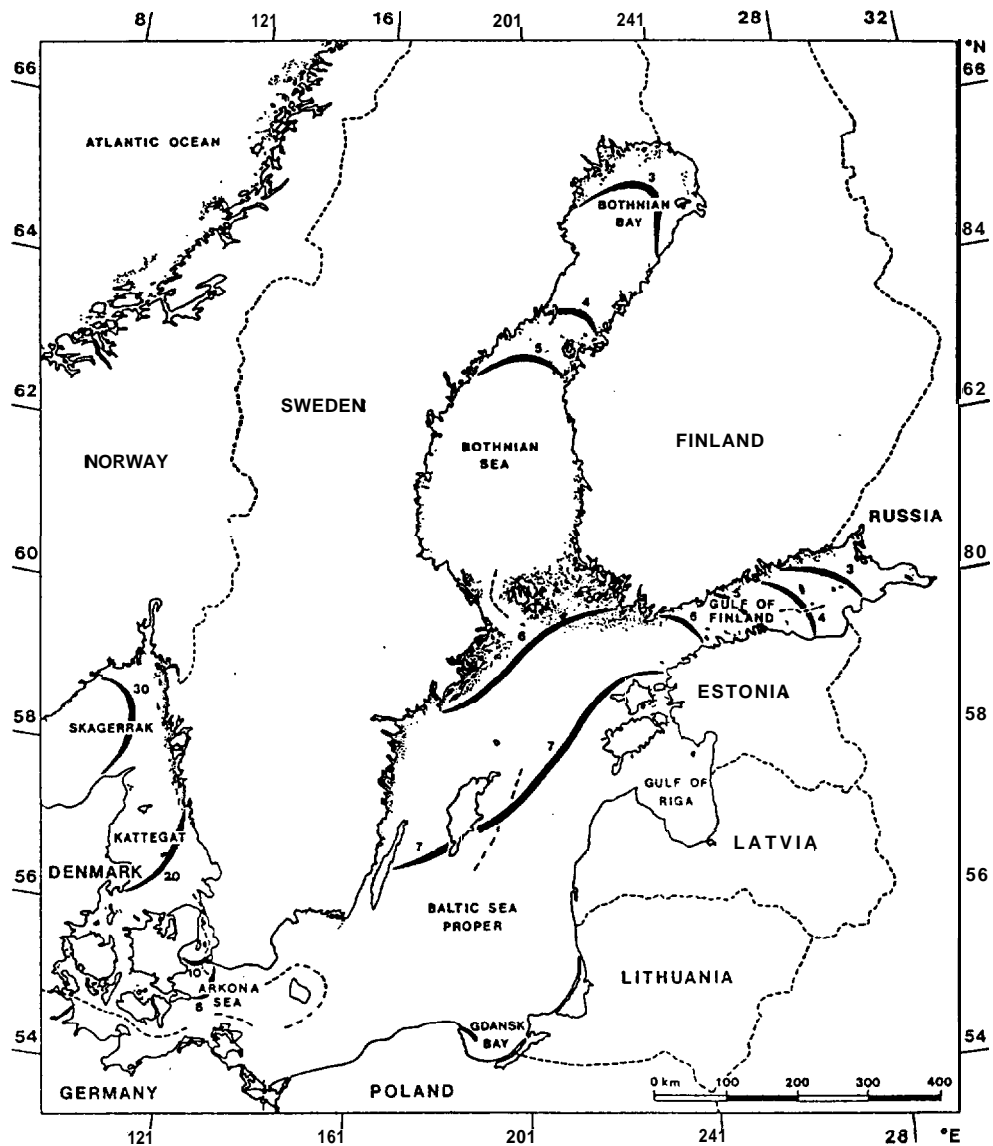 8 121 16 201 241 28 32
°N
66 66
ATLANTIC OCEAN
3
BOTHNIAN
BAY
64 84
4
5
62 62
SWEDEN
FINLAND
BOTHNIAN
SEA
NORWAY
RUSSIA
60 80
3
GULF OF
FINLAND
4
6
6
ESTONIA
30
SKAGERRAK
58 58
7
GULF OF
RIGA
KATTEGAT
LATVIA
7
DENMARK
20
56 56
BALTIC SEA
PROPER
LITHUANIA
10
ARKONA
SEA
8
GDANSK
BAY
54 54
GERMANY
POLAND
0 km 100 200 300 400
121 161 201 241 28 °E